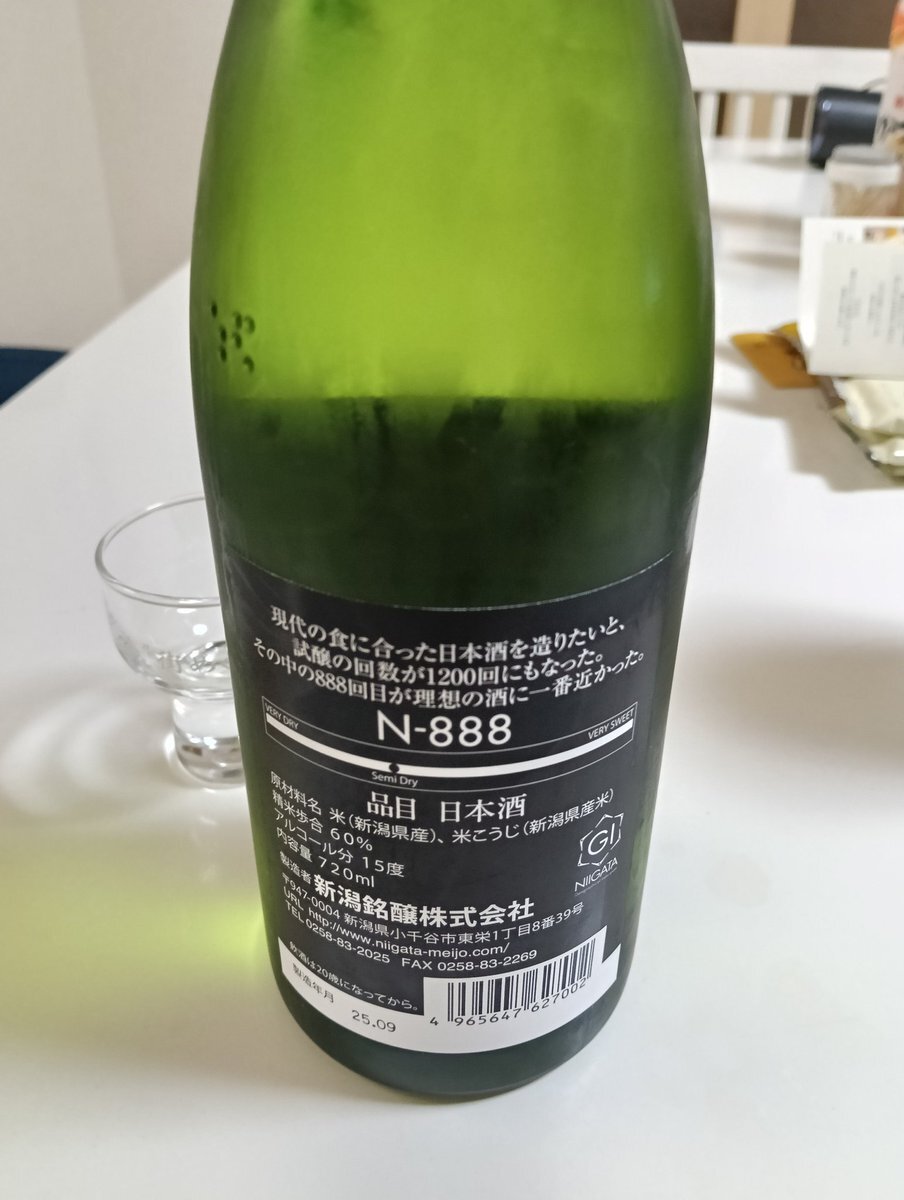 現代の食に合った日本酒を造りたいと、
試醸の回数が1200回にもなった。
その中の888回目が理想の酒に一番近かった。
N-888
VERY DRY
VERY SWEET
Semi Dry
品目 日本酒
原材料名 米(新潟県産)、米こうじ(新潟県産米)
精米歩合 60%
アルコール分 15度
内容量 720ml
GI
NIIGATA
製造者 新潟銘醸株式会社
〒947-0004 新潟県小千谷市東栄1丁目8番39号
URL http://www.niigata-meijo.com/
TEL 0258-83-2025 FAX 0258-83-2269
飲酒は20歳になってから。
製造年月
25.09
4 965647 627002